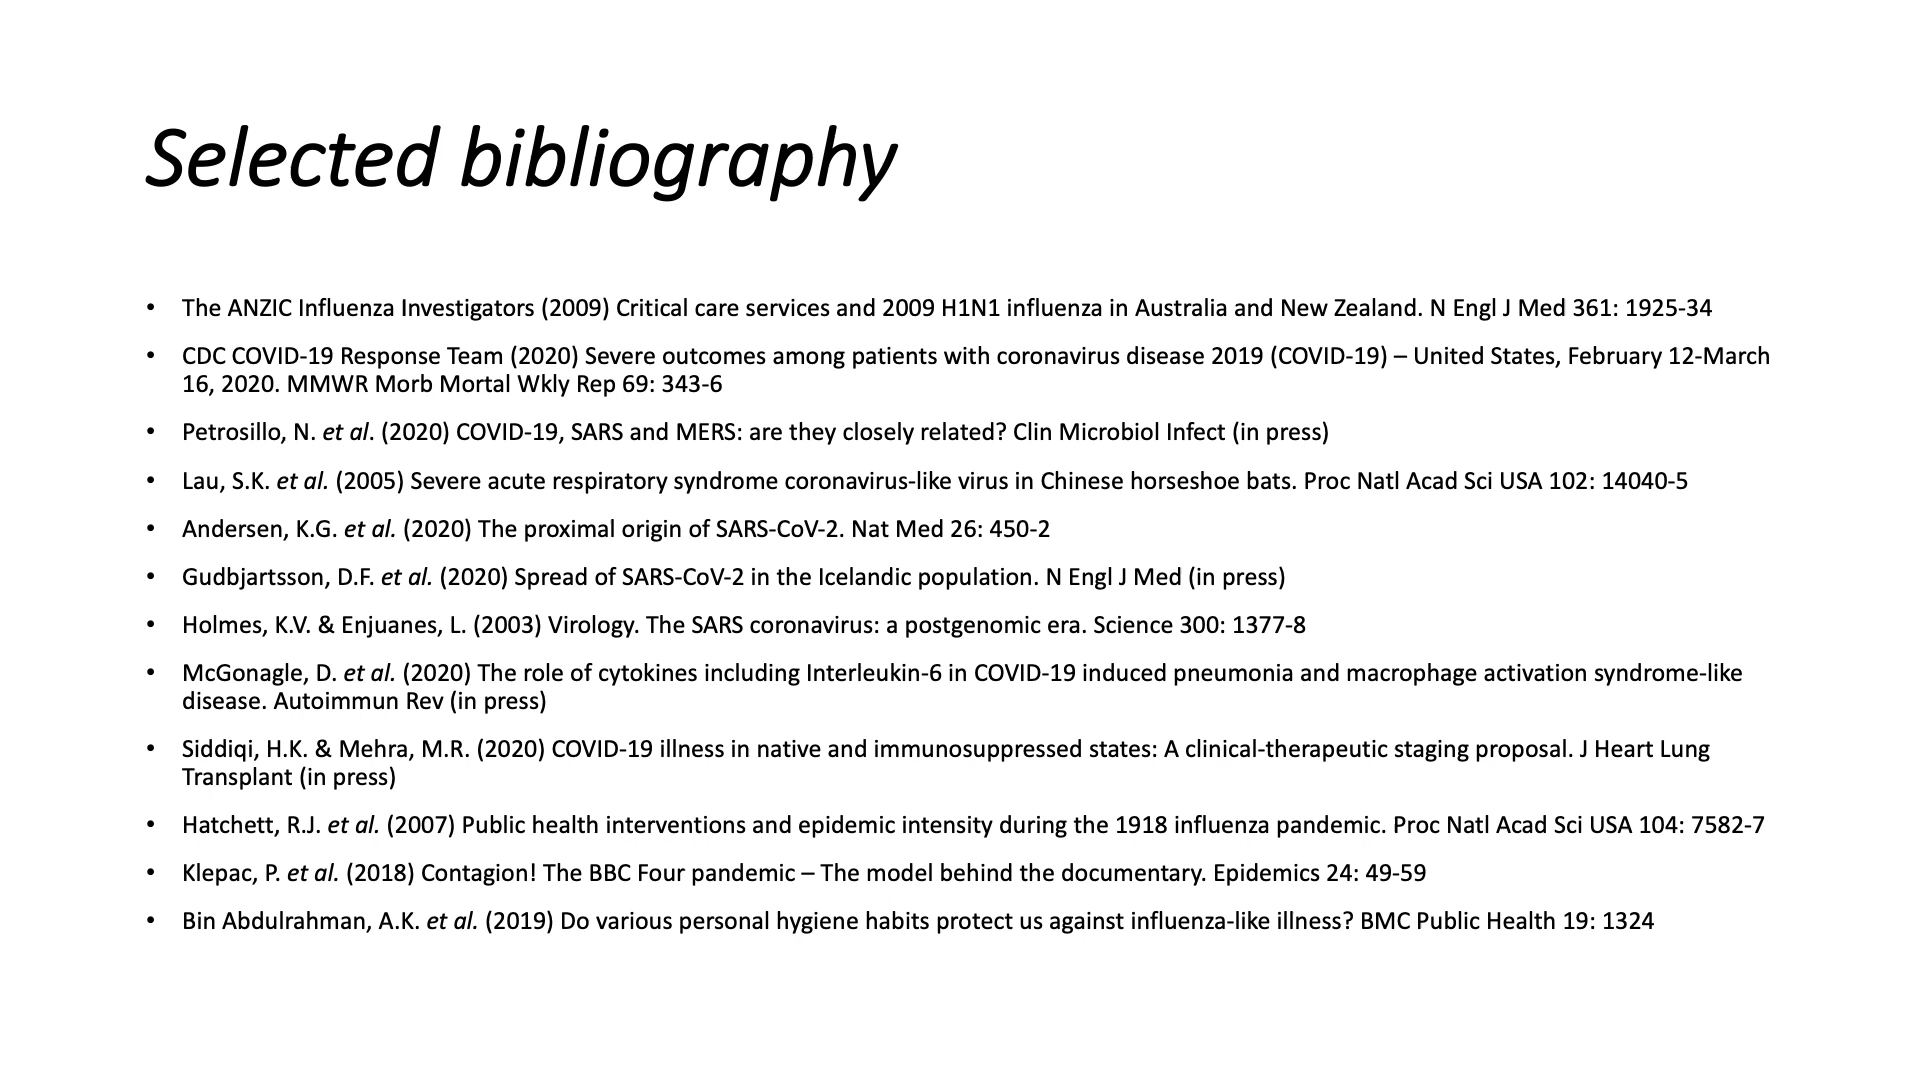 Selected bibliography
• The ANZIC Influenza Investigators (2009) Critical care services and 2009 H1N1 influenza in Australia and New Zealand. N Engl J Med 361: 1925-34
• CDC COVID-19 Response Team (2020) Severe outcomes among patients with coronavirus disease 2019 (COVID-19) – United States, February 12-March
16, 2020. MMWR Morb Mortal Wkly Rep 69: 343-6
• Petrosillo, N. et al. (2020) COVID-19, SARS and MERS: are they closely related? Clin Microbiol Infect (in press)
• Lau, S.K. et al. (2005) Severe acute respiratory syndrome coronavirus-like virus in Chinese horseshoe bats. Proc Natl Acad Sci USA 102: 14040-5
• Andersen, K.G. et al. (2020) The proximal origin of SARS-CoV-2. Nat Med 26: 450-2
• Gudbjartsson, D.F. et al. (2020) Spread of SARS-CoV-2 in the Icelandic population. N Engl J Med (in press)
• Holmes, K.V. & Enjuanes, L. (2003) Virology. The SARS coronavirus: a postgenomic era. Science 300: 1377-8
• McGonagle, D. et al. (2020) The role of cytokines including Interleukin-6 in COVID-19 induced pneumonia and macrophage activation syndrome-like
disease. Autoimmun Rev (in press)
• Siddiqi, H.K. & Mehra, M.R. (2020) COVID-19 illness in native and immunosuppressed states: A clinical-therapeutic staging proposal. J Heart Lung
Transplant (in press)
• Hatchett, R.J. et al. (2007) Public health interventions and epidemic intensity during the 1918 influenza pandemic. Proc Natl Acad Sci USA 104: 7582-7
• Klepac, P. et al. (2018) Contagion! The BBC Four pandemic – The model behind the documentary. Epidemics 24: 49-59
• Bin Abdulrahman, A.K. et al. (2019) Do various personal hygiene habits protect us against influenza-like illness? BMC Public Health 19: 1324